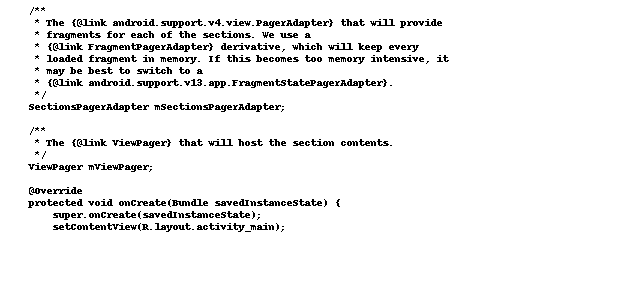 /**
 * The {@link android.support.v4.view.PagerAdapter} that will provide
 * fragments for each of the sections. We use a
 * {@link FragmentPagerAdapter} derivative, which will keep every
 * loaded fragment in memory. If this becomes too memory intensive, it
 * may be best to switch to a
 * {@link android.support.v13.app.FragmentStatePagerAdapter}.
 */
SectionsPagerAdapter mSectionsPagerAdapter;

/**
 * The {@link ViewPager} that will host the section contents.
 */
ViewPager mViewPager;

@Override
protected void onCreate(Bundle savedInstanceState) {
    super.onCreate(savedInstanceState);
    setContentView(R.layout.activity_main);